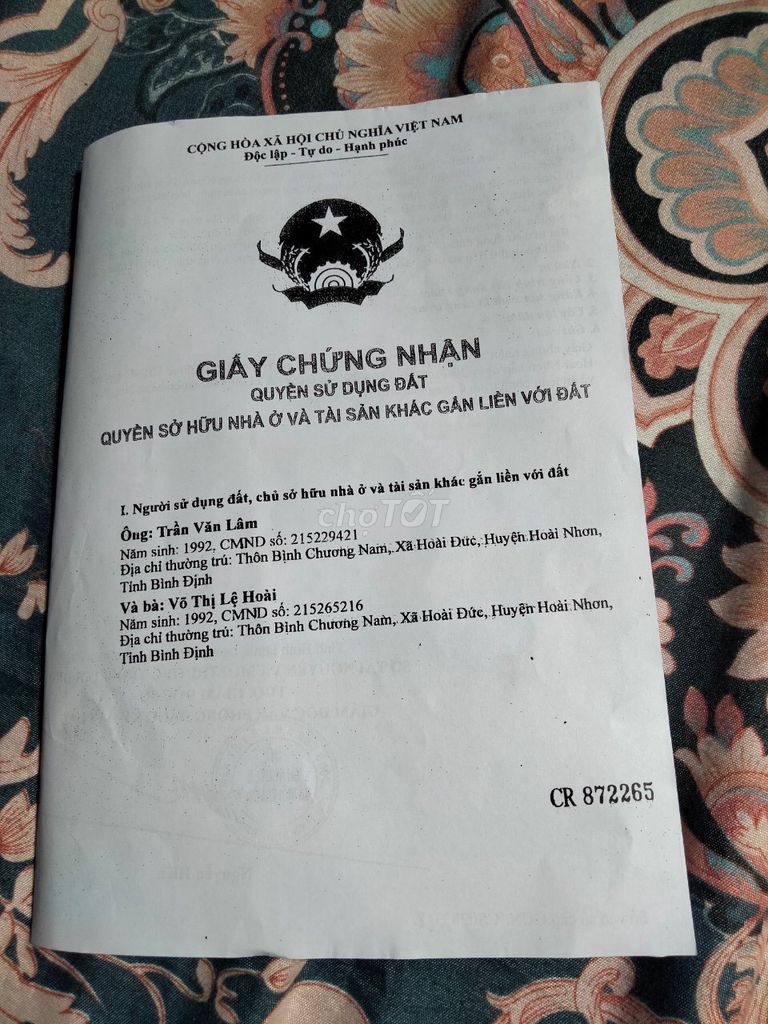 CỘNG HÒA XÃ HỘI CHỦ NGHĨA VIỆT NAM
Độc lập - Tự do - Hạnh phúc
GIẤY CHỨNG NHẬN
QUYỀN SỬ DỤNG ĐẤT
QUYỀN SỞ HỮU NHÀ Ở VÀ TÀI SẢN KHÁC GẮN LIỀN VỚI ĐẤT
I. Người sử dụng đất, chủ sở hữu nhà ở và tài sản khác gắn liền với đất
chợTỐT
Ông: Trần Văn Lâm
Năm sinh: 1992, CMND số: 215229421
Địa chỉ thường trú: Thôn Bình Chương Nam, Xã Hoài Đức, Huyện Hoài Nhơn,
Tỉnh Bình Định
Và bà: Võ Thị Lệ Hoài
Năm sinh: 1992, CMND số: 215265216
Địa chỉ thường trú: Thôn Bình Chương Nam, Xã Hoài Đức, Huyện Hoài Nhơn,
Tỉnh Bình Định
CR 872265